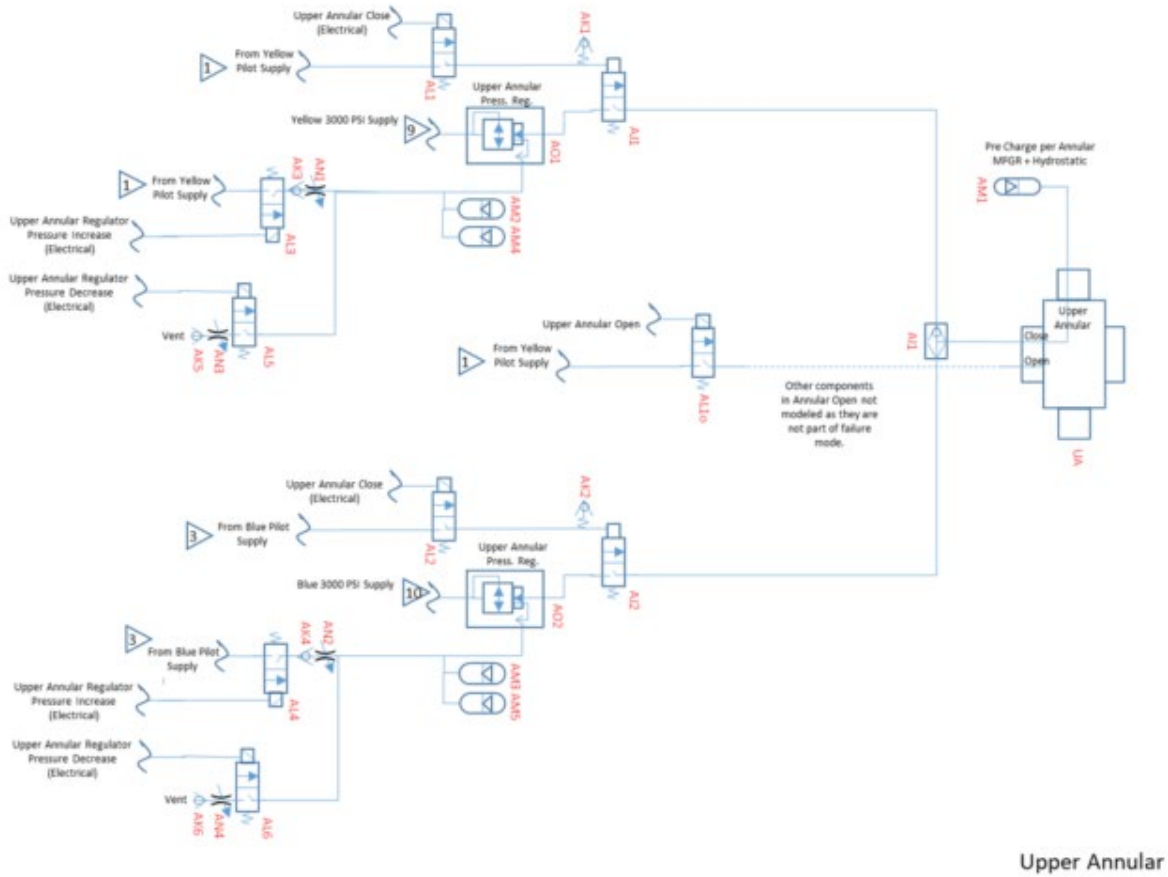 Upper Annular Close
(Electrical)
AK1
1
From Yellow
Pilot Supply
AL1
Upper Annular
Press. Reg.
AJ1
Yellow 3000 PSI Supply
9
AO1
Pre Charge per Annular
MFGR + Hydrostatic
AM1
1
From Yellow
Pilot Supply
AK3
AN1
AM2 AM4
Upper Annular Regulator
Pressure Increase
(Electrical)
AL3
Upper Annular Regulator
Pressure Decrease
(Electrical)
Vent
AK5
AN3
AL5
Upper Annular Open
1
From Yellow
Pilot Supply
AL1o
Other components
in Annular Open not
modeled as they are
not part of failure
mode.
Upper
Annular
Close
Open
UA
Upper Annular Close
(Electrical)
AK2
3
From Blue Pilot
Supply
AL2
Upper Annular
Press. Reg.
Blue 3000 PSI Supply
10
AO2
3
From Blue Pilot
Supply
AK4
AN2
AM3 AM5
Upper Annular Regulator
Pressure Increase
(Electrical)
AL4
Upper Annular Regulator
Pressure Decrease
(Electrical)
Vent
AK6
AN4
AL6
Upper Annular